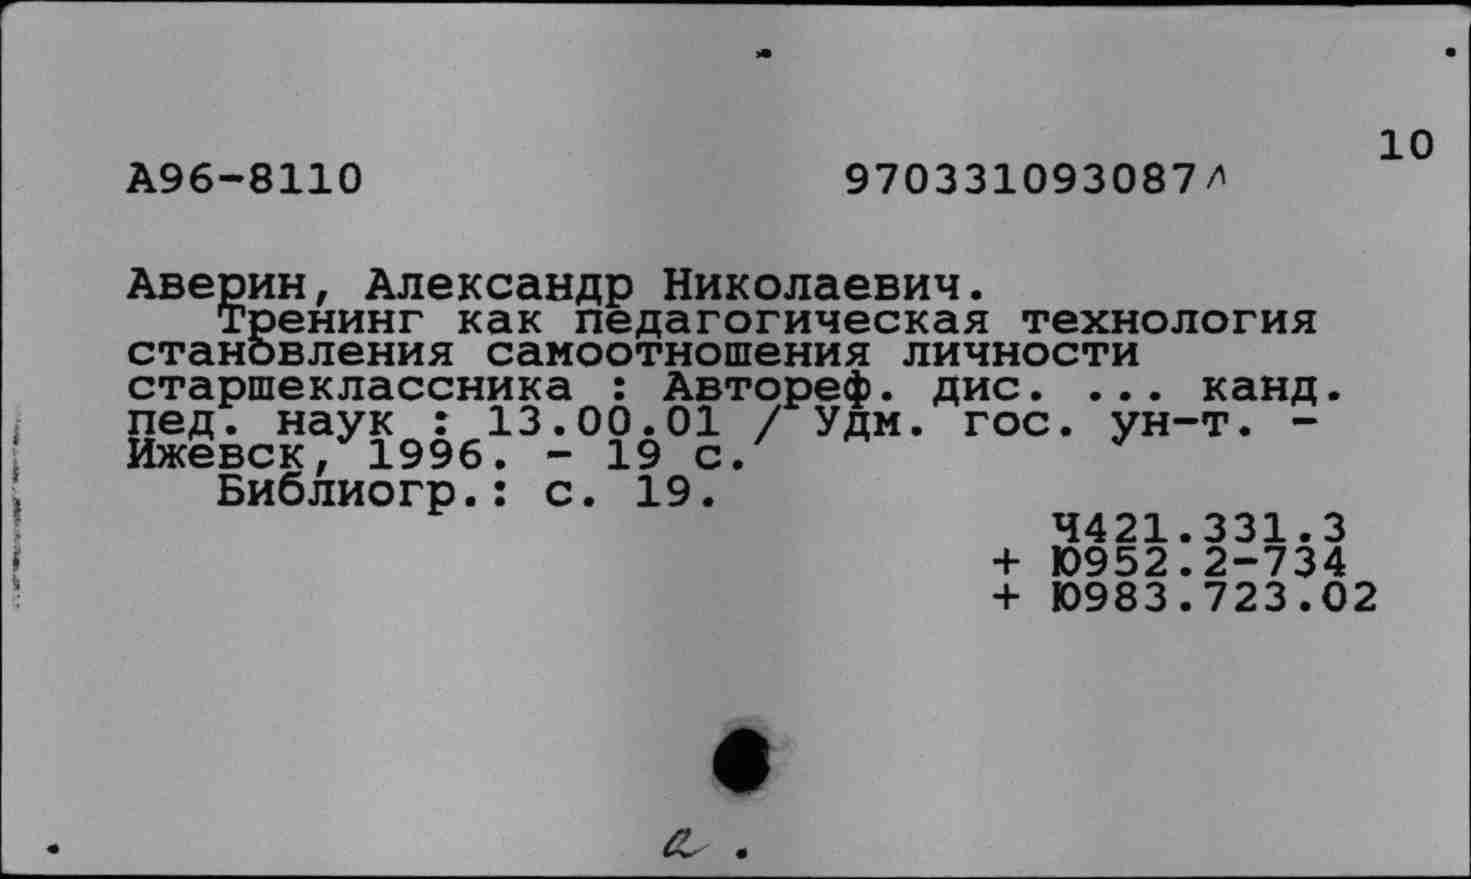 10
А96-8110 970331093087л
Аверин, Александр Николаевич.
Тренинг как педагогическая технология
становления самоотношения личности
старшеклассника : Автореф. дис. ... канд.
пед. наук : 13.00.01 / Удм. гос. ун-т. -
Ижевск, 1996. - 19 с.
Библиогр.: с. 19.
Ч421.331.3
+ Ю952.2-734
+ Ю983.723.02